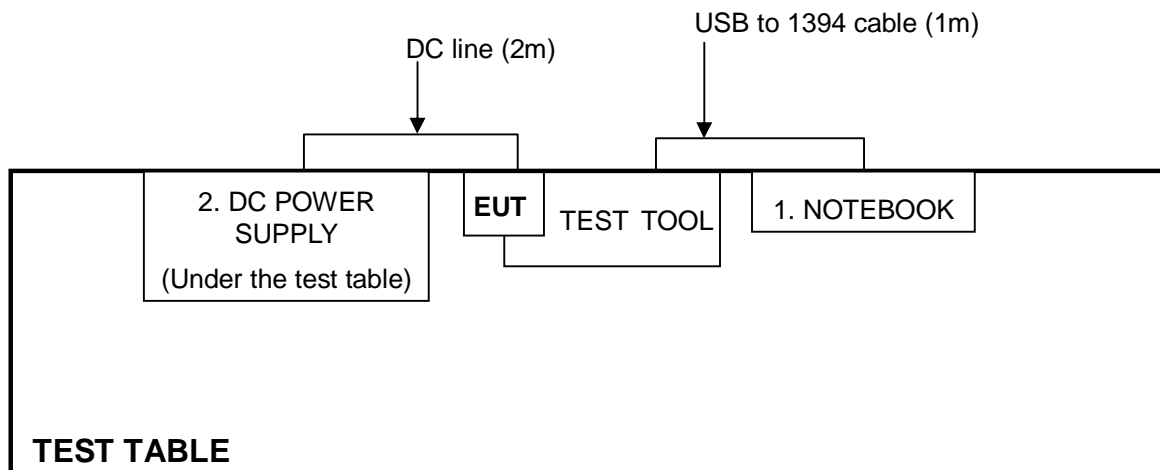 USB to 1394 cable (1m)
DC line (2m)
2. DC POWER
SUPPLY
(Under the test table)
EUT
TEST TOOL
1. NOTEBOOK
TEST TABLE